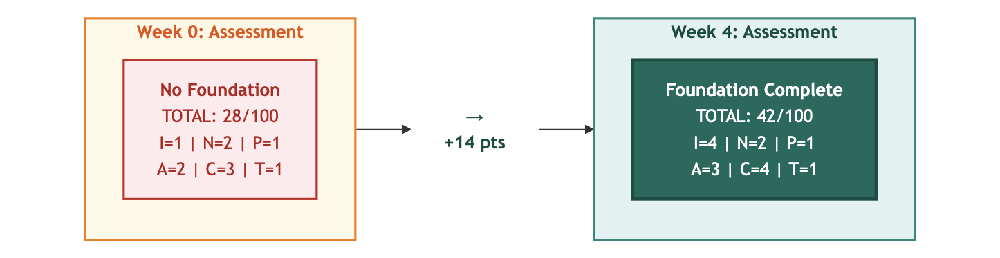 Week 0: Assessment
No Foundation
TOTAL: 28/100
I=1 | N=2 | P=1
A=2 | C=3 | T=1
→
+14 pts
Week 4: Assessment
Foundation Complete
TOTAL: 42/100
I=4 | N=2 | P=1
A=3 | C=4 | T=1